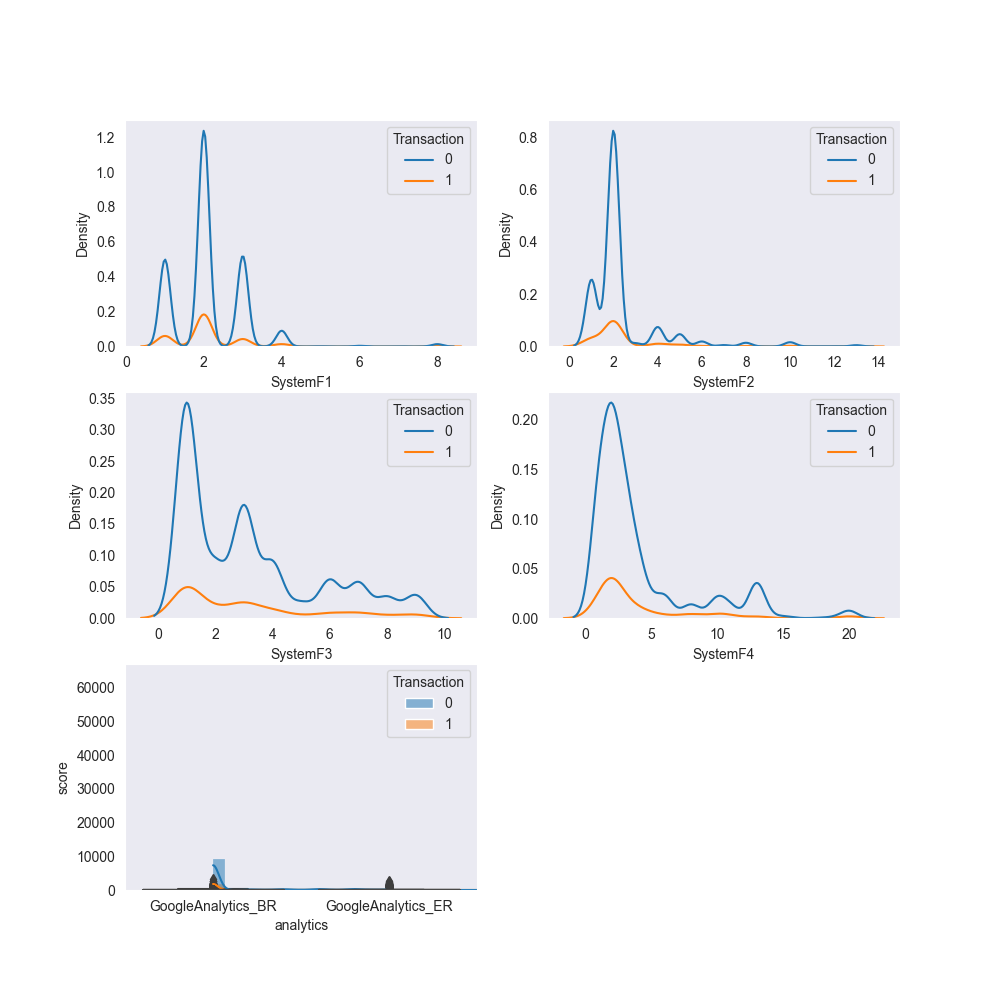 Transaction
0
1
Density
1.2
1.0
0.8
0.6
0.4
0.2
0.0
0 2 4 6 8
SystemF1
Transaction
0
1
Density
0.8
0.6
0.4
0.2
0.0
0 2 4 6 8 10 12 14
SystemF2
Transaction
0
1
Density
0.35
0.30
0.25
0.20
0.15
0.10
0.05
0.00
0 2 4 6 8 10
SystemF3
Transaction
0
1
Density
0.20
0.15
0.10
0.05
0.00
0 5 10 15 20
SystemF4
Transaction
0
1
score
60000
50000
40000
30000
20000
10000
0
GoogleAnalytics_BR GoogleAnalytics_ER
analytics